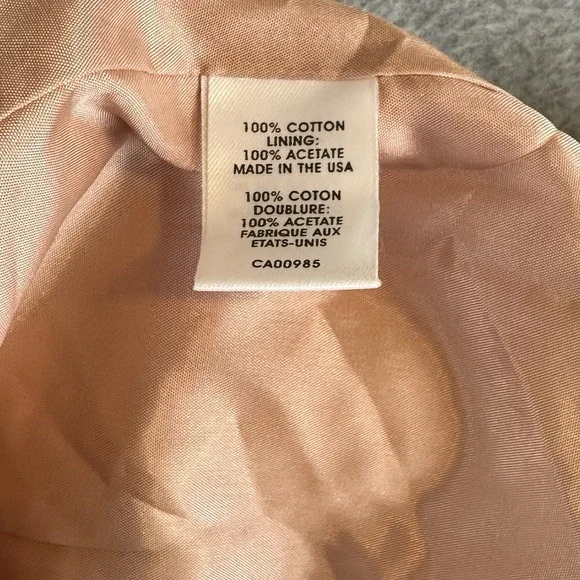 100% COTTON
LINING:
100% ACETATE
MADE IN THE USA
100% COTON
DOUBLURE:
100% ACETATE
FABRIQUE AUX
ETATS-UNIS
CA00985